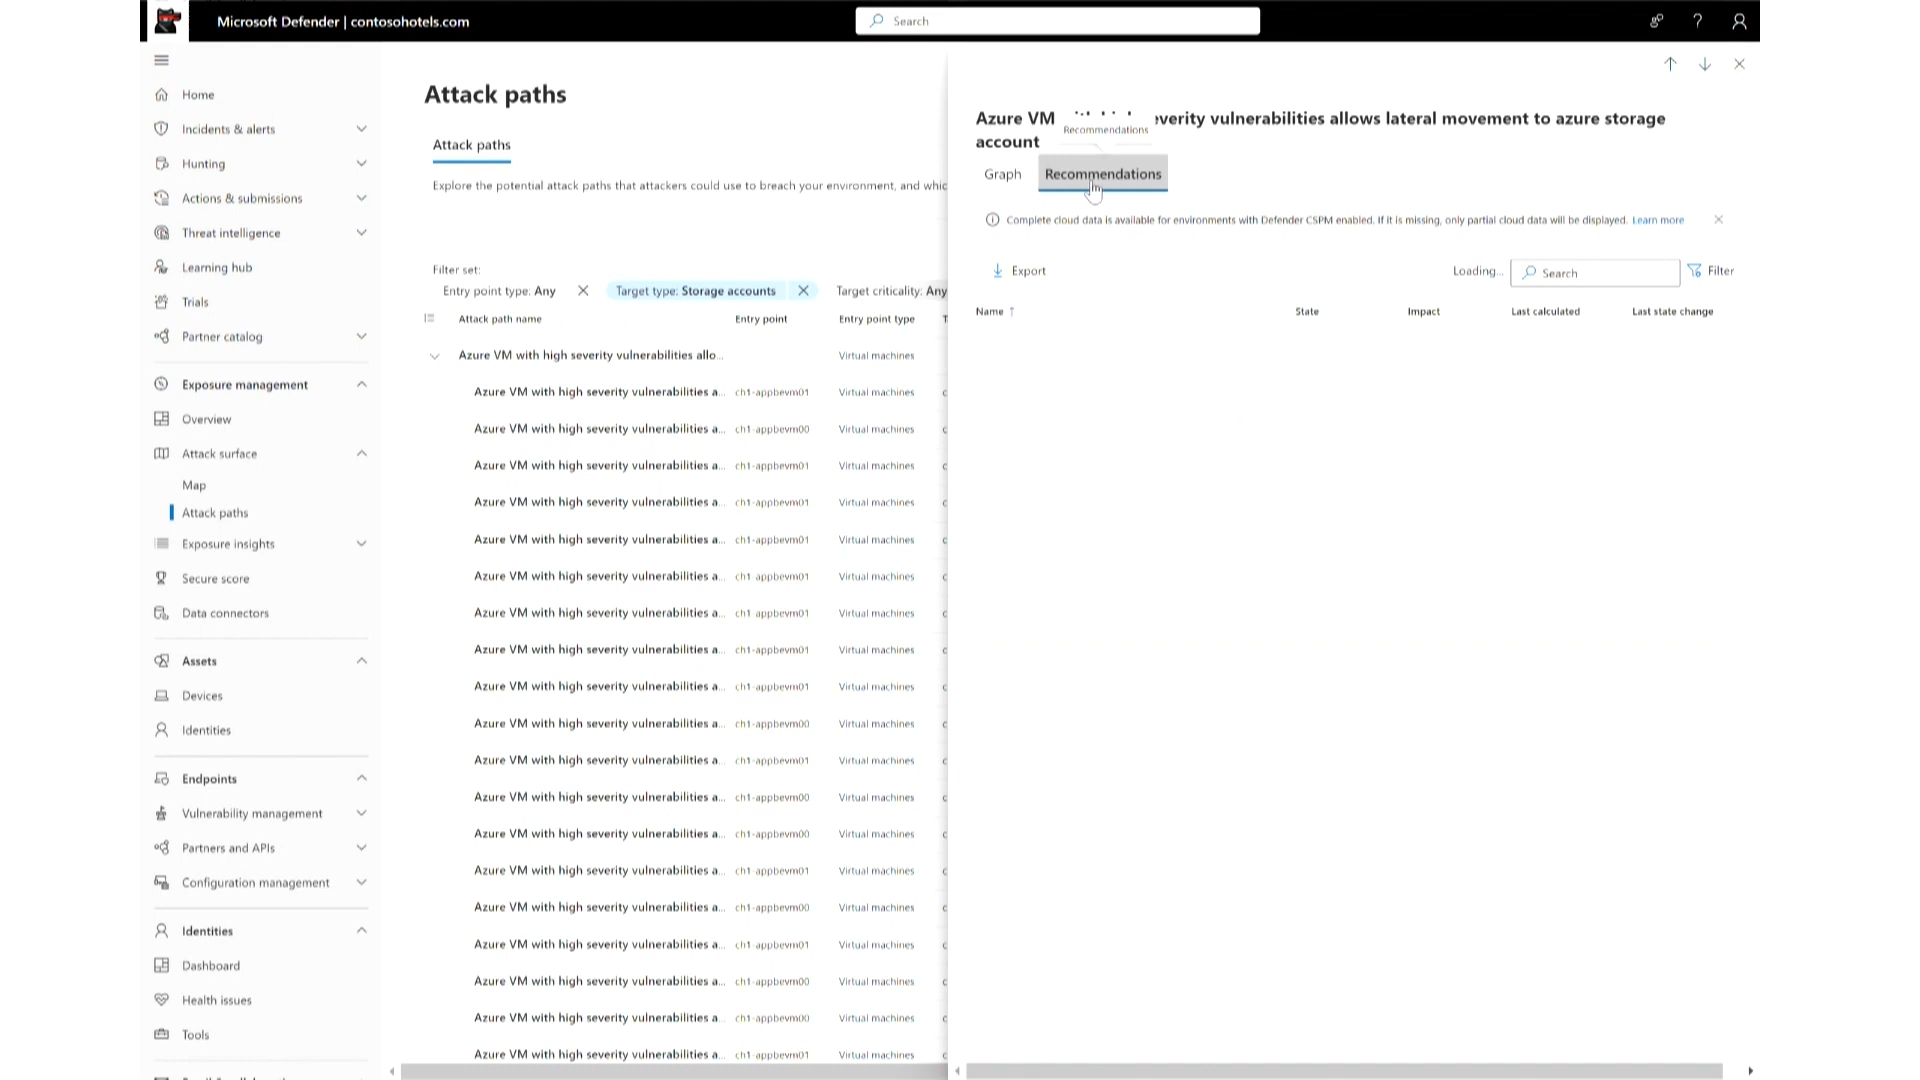 Microsoft Defender | contosohotels.com
Search
Home
Incidents & alerts
Hunting
Actions & submissions
Threat intelligence
Learning hub
Trials
Partner catalog
Exposure management
Overview
Attack surface
Map
Attack paths
Exposure insights
Secure score
Data connectors
Assets
Devices
Identities
Endpoints
Vulnerability management
Partners and APIs
Configuration management
Identities
Dashboard
Health issues
Tools
Attack paths
Attack paths
Explore the potential attack paths that attackers could use to breach your environment, and whic
Filter set:
Entry point type: Any Target type: Storage accounts Target criticality: Any
Attack path name Entry point Entry point type T
Azure VM with high severity vulnerabilities allo... Virtual machines
Azure VM with high severity vulnerabilities a... ch1-appbevm01 Virtual machines c
Azure VM with high severity vulnerabilities a... ch1-appbevm00 Virtual machines c
Azure VM with high severity vulnerabilities a... ch1-appbevm01 Virtual machines c
Azure VM with high severity vulnerabilities a... ch1-appbevm01 Virtual machines c
Azure VM with high severity vulnerabilities a... ch1-appbevm01 Virtual machines c
Azure VM with high severity vulnerabilities a... ch1-appbevm01 Virtual machines c
Azure VM with high severity vulnerabilities a... ch1-appbevm01 Virtual machines c
Azure VM with high severity vulnerabilities a... ch1-appbevm01 Virtual machines c
Azure VM with high severity vulnerabilities a... ch1-appbevm01 Virtual machines c
Azure VM with high severity vulnerabilities a... ch1-appbevm00 Virtual machines c
Azure VM with high severity vulnerabilities a... ch1-appbevm01 Virtual machines c
Azure VM with high severity vulnerabilities a... ch1-appbevm00 Virtual machines c
Azure VM with high severity vulnerabilities a... ch1-appbevm00 Virtual machines c
Azure VM with high severity vulnerabilities a... ch1-appbevm01 Virtual machines c
Azure VM with high severity vulnerabilities a... ch1-appbevm00 Virtual machines c
Azure VM with high severity vulnerabilities a... ch1-appbevm01 Virtual machines c
Azure VM with high severity vulnerabilities a... ch1-appbevm00 Virtual machines c
Azure VM with high severity vulnerabilities a... ch1-appbevm00 Virtual machines c
Azure VM with high severity vulnerabilities a... ch1-appbevm01 Virtual machines c
Azure VM everity vulnerabilities allows lateral movement to azure storage
account
Recommendations
Graph Recommendations
Complete cloud data is available for environments with Defender CSPM enabled. If it is missing, only partial cloud data will be displayed. Learn more
Export Loading... Search Filter
Name State Impact Last calculated Last state change